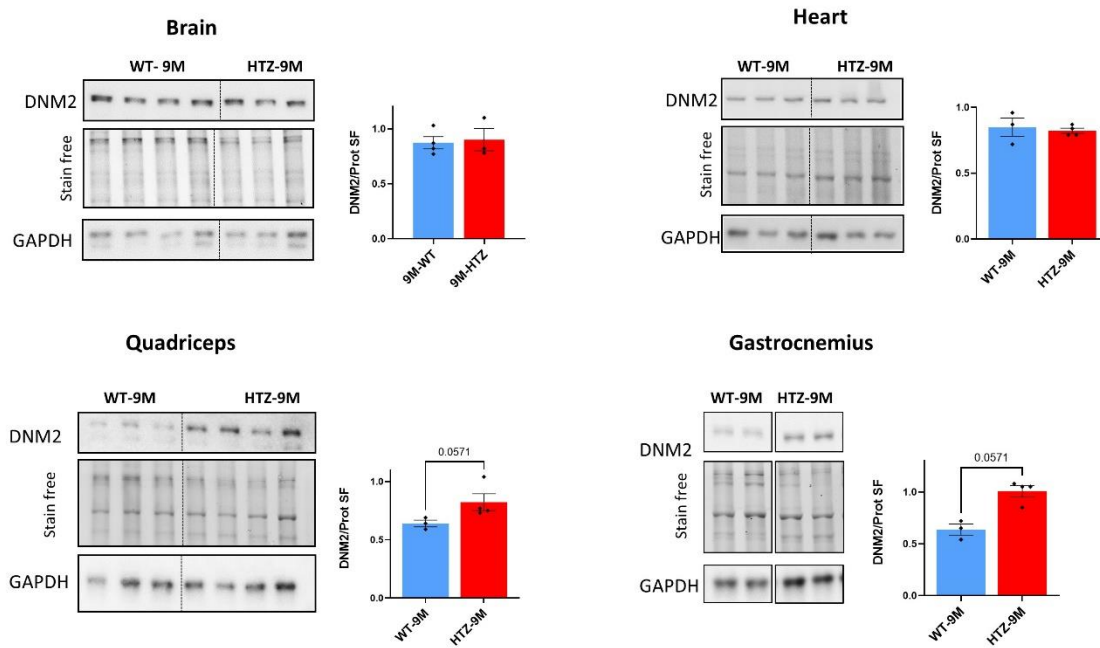 Brain
WT- 9M HTZ-9M
DNM2
Stain free
GAPDH
DNM2/Prot SF
1.0
0.5
0.0
9M-WT
9M-HTZ
Heart
WT-9M HTZ-9M
DNM2
Stain free
GAPDH
DNM2/Prot SF
1.0
0.5
0.0
WT-9M
HTZ-9M
Quadriceps
WT-9M HTZ-9M
DNM2
Stain free
GAPDH
DNM2/Prot SF
0.0571
1.0
0.5
0.0
WT-9M
HTZ-9M
Gastrocnemius
WT-9M HTZ-9M
DNM2
Stain free
GAPDH
DNM2/Prot SF
0.0571
1.0
0.5
0.0
WT-9M
HTZ-9M